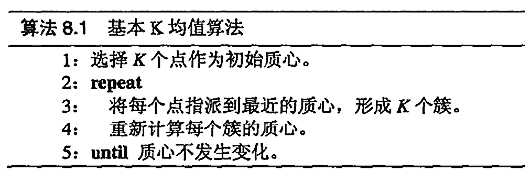 算法 8.1 基本 K 均值算法
1: 选择 K 个点作为初始质心。
2: repeat
3: 将每个点指派到最近的质心，形成 K 个簇。
4: 重新计算每个簇的质心。
5: until 质心不发生变化。